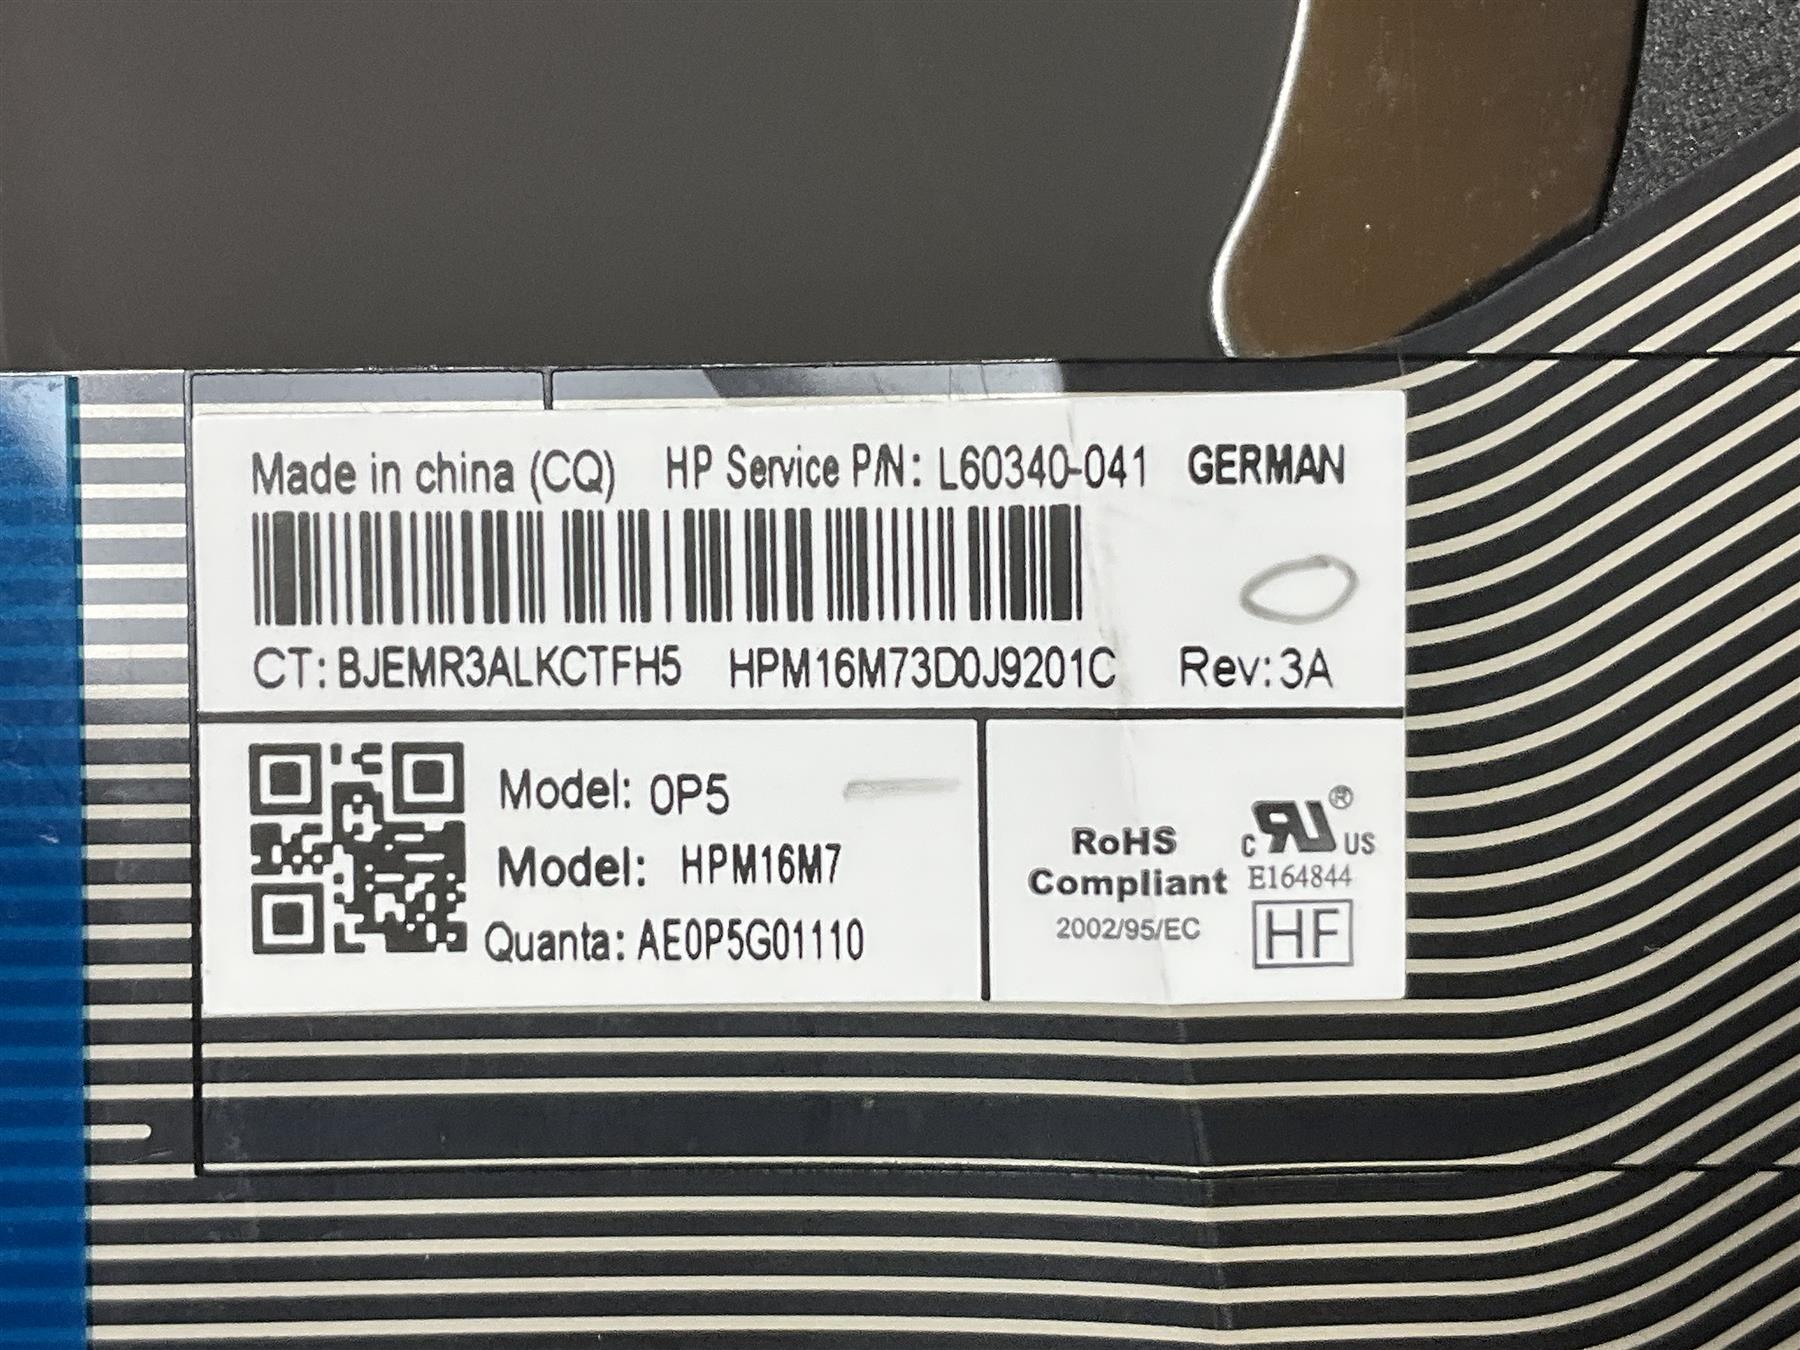 Made in china (CQ) HP Service P/N: L60340-041 GERMAN
CT: BJEMR3ALKCTFH5 HPM16M73D0J9201C Rev: 3A
Model: 0P5
Model: HPM16M7
Quanta: AE0P5G01110
RoHS
Compliant
2002/95/EC
c RU ® US
E164844
HF